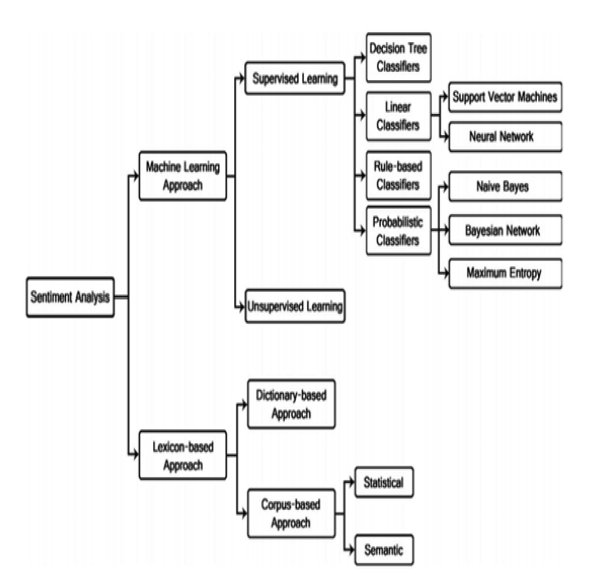 Decision Tree
Classifiers
Supervised Learning
Linear
Classifiers
Support Vector Machines
Neural Network
Machine Learning
Approach
Rule-based
Classifiers
Naive Bayes
Probabilistic
Classifiers
Bayesian Network
Maximum Entropy
Sentiment Analysis
Unsupervised Learning
Dictionary-based
Approach
Lexicon-based
Approach
Corpus-based
Approach
Statistical
Semantic